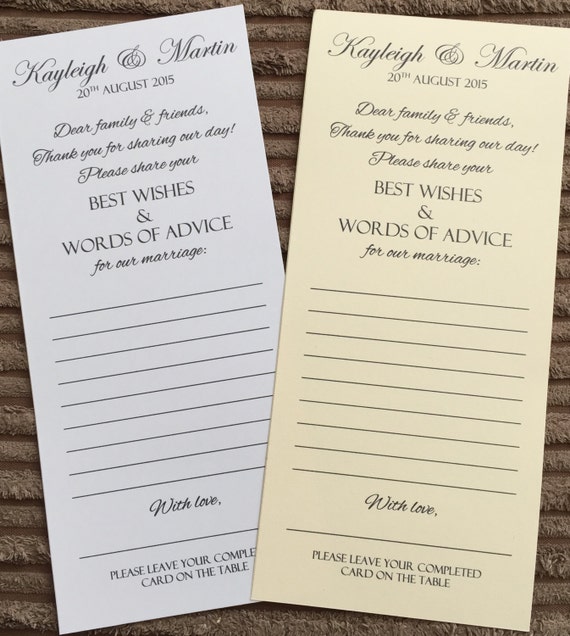 Kayleigh & Martin
20TH AUGUST 2015
Dear family & friends,
Thank you for sharing our day!
Please share your
BEST WISHES
&
WORDS OF ADVICE
for our marriage:
With love,
PLEASE LEAVE YOUR COMPLETE
CARD ON THE TABLE
Kayleigh & Martin
20TH AUGUST 2015
Dear family & friends,
Thank you for sharing our day!
Please share your
BEST WISHES
&
WORDS OF ADVICE
for our marriage:
With love,
PLEASE LEAVE YOUR COMPLETED
CARD ON THE TABLE